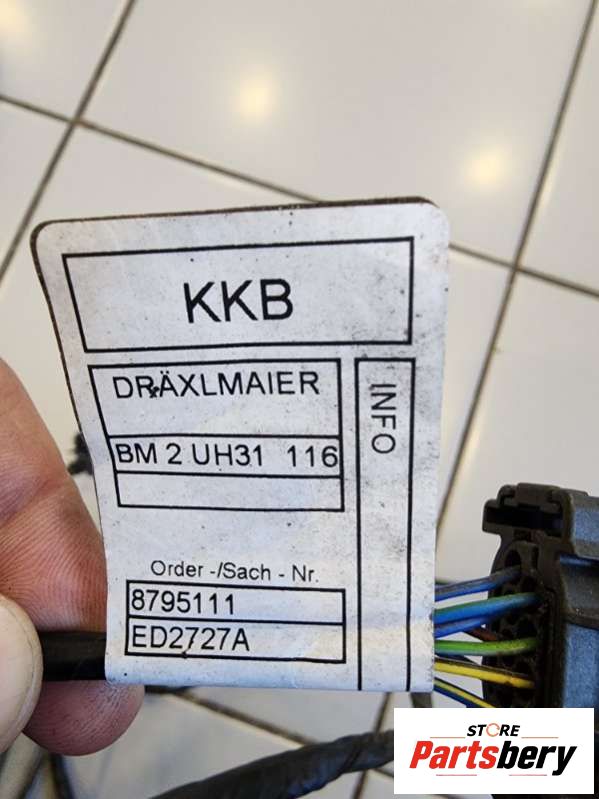 KKB
DRÄXLMAIER
INFO
BM 2 UH31 116
Order -/Sach - Nr.
8795111
ED2727A
STORE
Partsbery